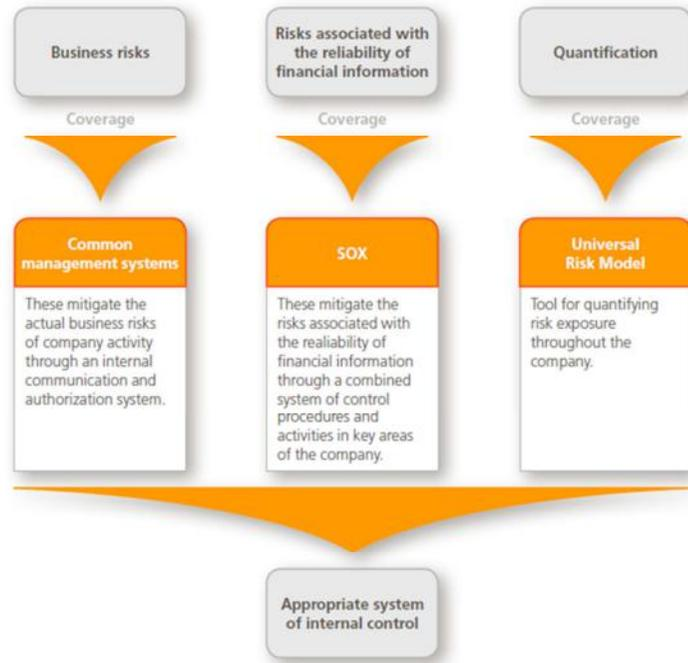 Business risks
Risks associated with
the reliability of
financial information
Quantification
Coverage
Coverage
Coverage
Common
management systems
These mitigate the
actual business risks
of company activity
through an internal
communication and
authorization system.
SOX
These mitigate the
risks associated with
the realiability of
financial information
through a combined
system of control
procedures and
activities in key areas
of the company.
Universal
Risk Model
Tool for quantifying
risk exposure
throughout the
company.
Appropriate system
of internal control